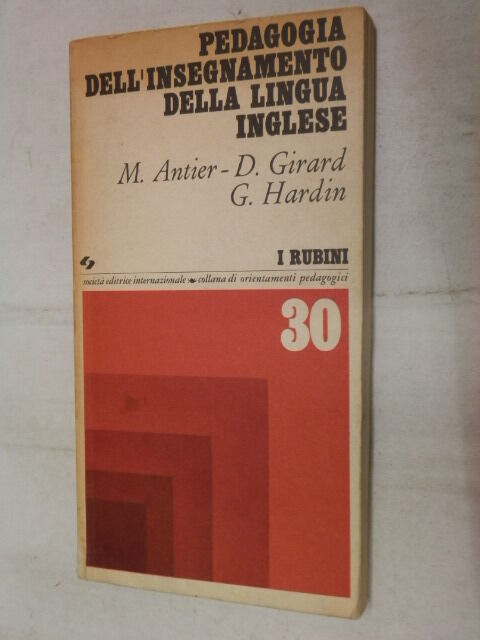 PEDAGOGIA
DELL'INSEGNAMENTO
DELLA LINGUA
INGLESE
M. Antier - D. Girard
G. Hardin
I RUBINI
società editrice internazionale ❧ collana di orientamenti pedagogici
30